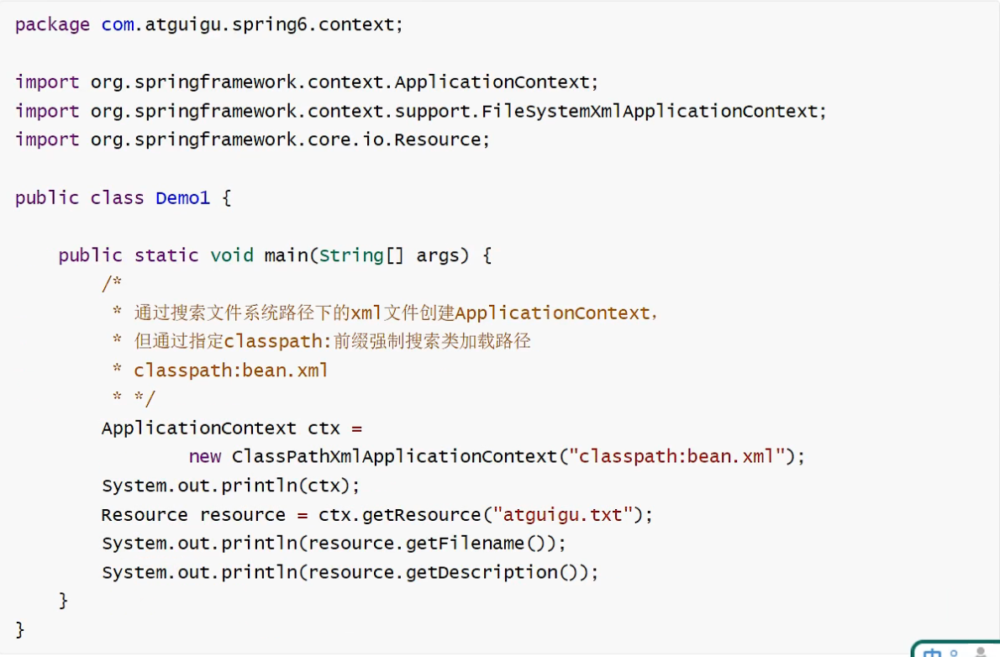 package com.atguigu.spring6.context;
import org.springframework.context.ApplicationContext;
import org.springframework.context.support.FileSystemXmlApplicationContext;
import org.springframework.core.io.Resource;
public class Demo1 {
public static void main(String[] args) {
/*
* 通过搜索文件系统路径下的xml文件创建ApplicationContext，
* 但通过指定classpath:前缀强制搜索类加载路径
* classpath:bean.xml
* */
ApplicationContext ctx =
new ClassPathXmlApplicationContext("classpath:bean.xml");
System.out.println(ctx);
Resource resource = ctx.getResource("atguigu.txt");
System.out.println(resource.getFilename());
System.out.println(resource.getDescription());
}
}